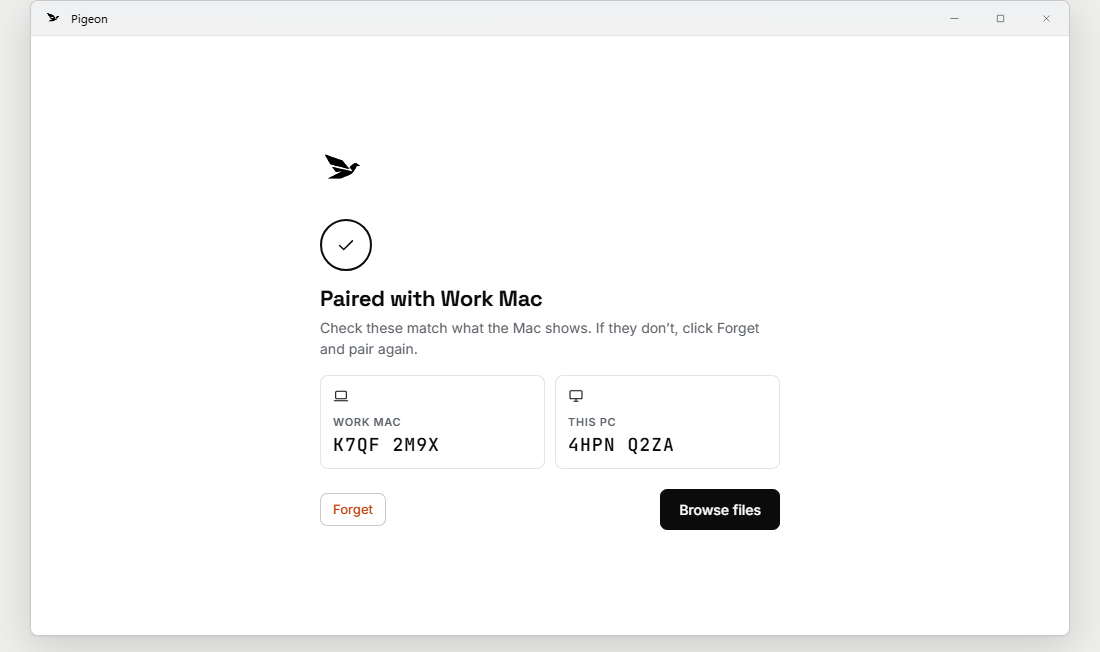 Pigeon
Paired with Work Mac
Check these match what the Mac shows. If they don’t, click Forget
and pair again.
WORK MAC
K7QF 2M9X
THIS PC
4HPN Q2ZA
Forget
Browse files